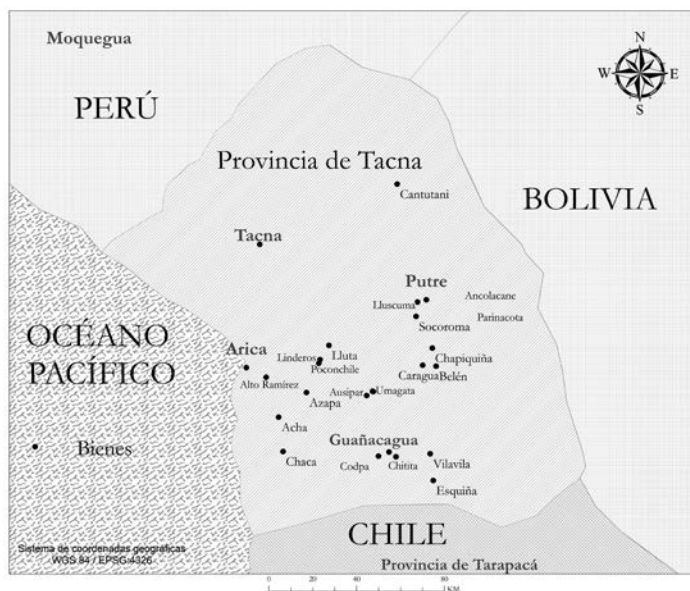 Moquegua
N
W E
S
PERÚ
Provincia de Tacna
Cantutani
BOLIVIA
Tacna
Putre
Ancolacane
Lluscuma
Socoroma
Parinacota
OCÉANO
PACÍFICO
Arica
Lluta
Linderos
Poconchile
Chapiquiña
Caragua
Belén
Alto Ramírez
Ausipar
Umagata
Azapa
Acha
Bienes
Guañacagua
Chaca
Codpa
Chitita
Vilavila
Esquiña
CHILE
Sistema de coordenadas geográficas
WGS 84 / EPSG:4326
Provincia de Tarapacá
0 20 40 60 80
KM